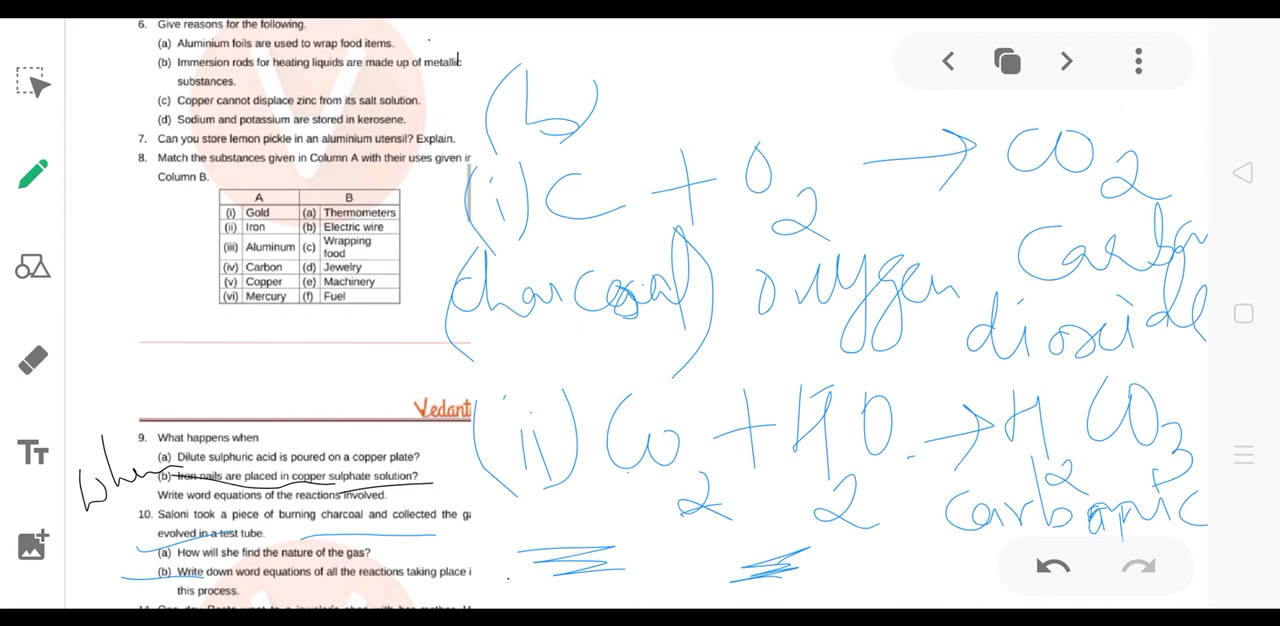 6. Give reasons for the following.
(a) Aluminium foils are used to wrap food items.
(b) Immersion rods for heating liquids are made up of metallic
substances.
(c) Copper cannot displace zinc from its salt solution.
(d) Sodium and potassium are stored in kerosene.
7. Can you store lemon pickle in an aluminium utensil? Explain.
8. Match the substances given in Column A with their uses given in
Column B.
A B
(i) Gold (a) Thermometers
(ii) Iron (b) Electric wire
(iii) Aluminum (c) Wrapping food
(iv) Carbon (d) Jewelry
(v) Copper (e) Machinery
(vi) Mercury (f) Fuel
Vedant
9. What happens when
(a) Dilute sulphuric acid is poured on a copper plate?
(b) Iron nails are placed in copper sulphate solution?
Write word equations of the reactions involved.
10. Saloni took a piece of burning charcoal and collected the ga
evolved in a test tube.
(a) How will she find the nature of the gas?
(b) Write down word equations of all the reactions taking place i
this process.
when
(b)
(i) C + O2 → CO2
(charcoal) oxygen Carbon
dioxide
(ii) CO2 + H2O → H2CO3
carbonic
TT